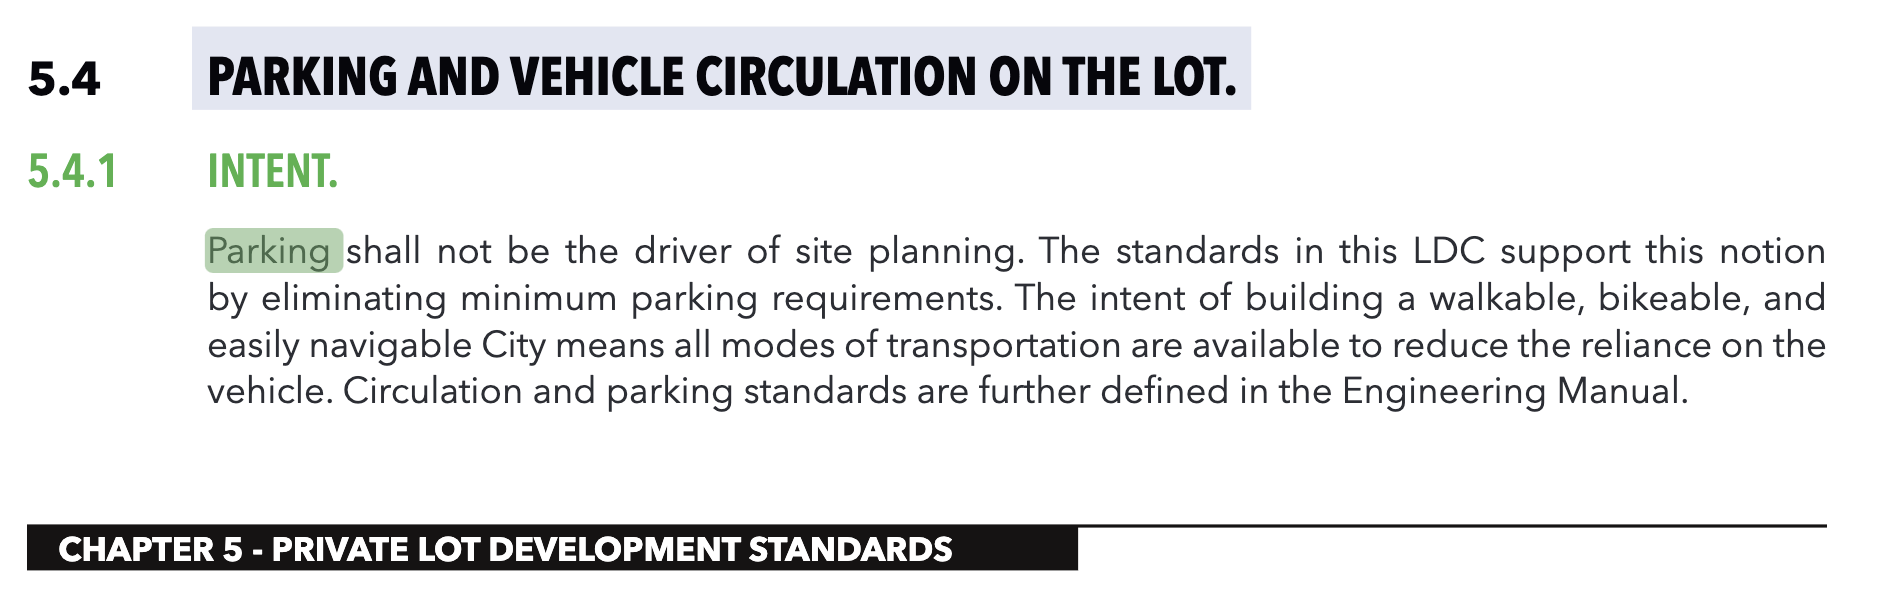 5.4 PARKING AND VEHICLE CIRCULATION ON THE LOT.
5.4.1 INTENT.
Parking shall not be the driver of site planning. The standards in this LDC support this notion
by eliminating minimum parking requirements. The intent of building a walkable, bikeable, and
easily navigable City means all modes of transportation are available to reduce the reliance on the
vehicle. Circulation and parking standards are further defined in the Engineering Manual.
CHAPTER 5 - PRIVATE LOT DEVELOPMENT STANDARDS